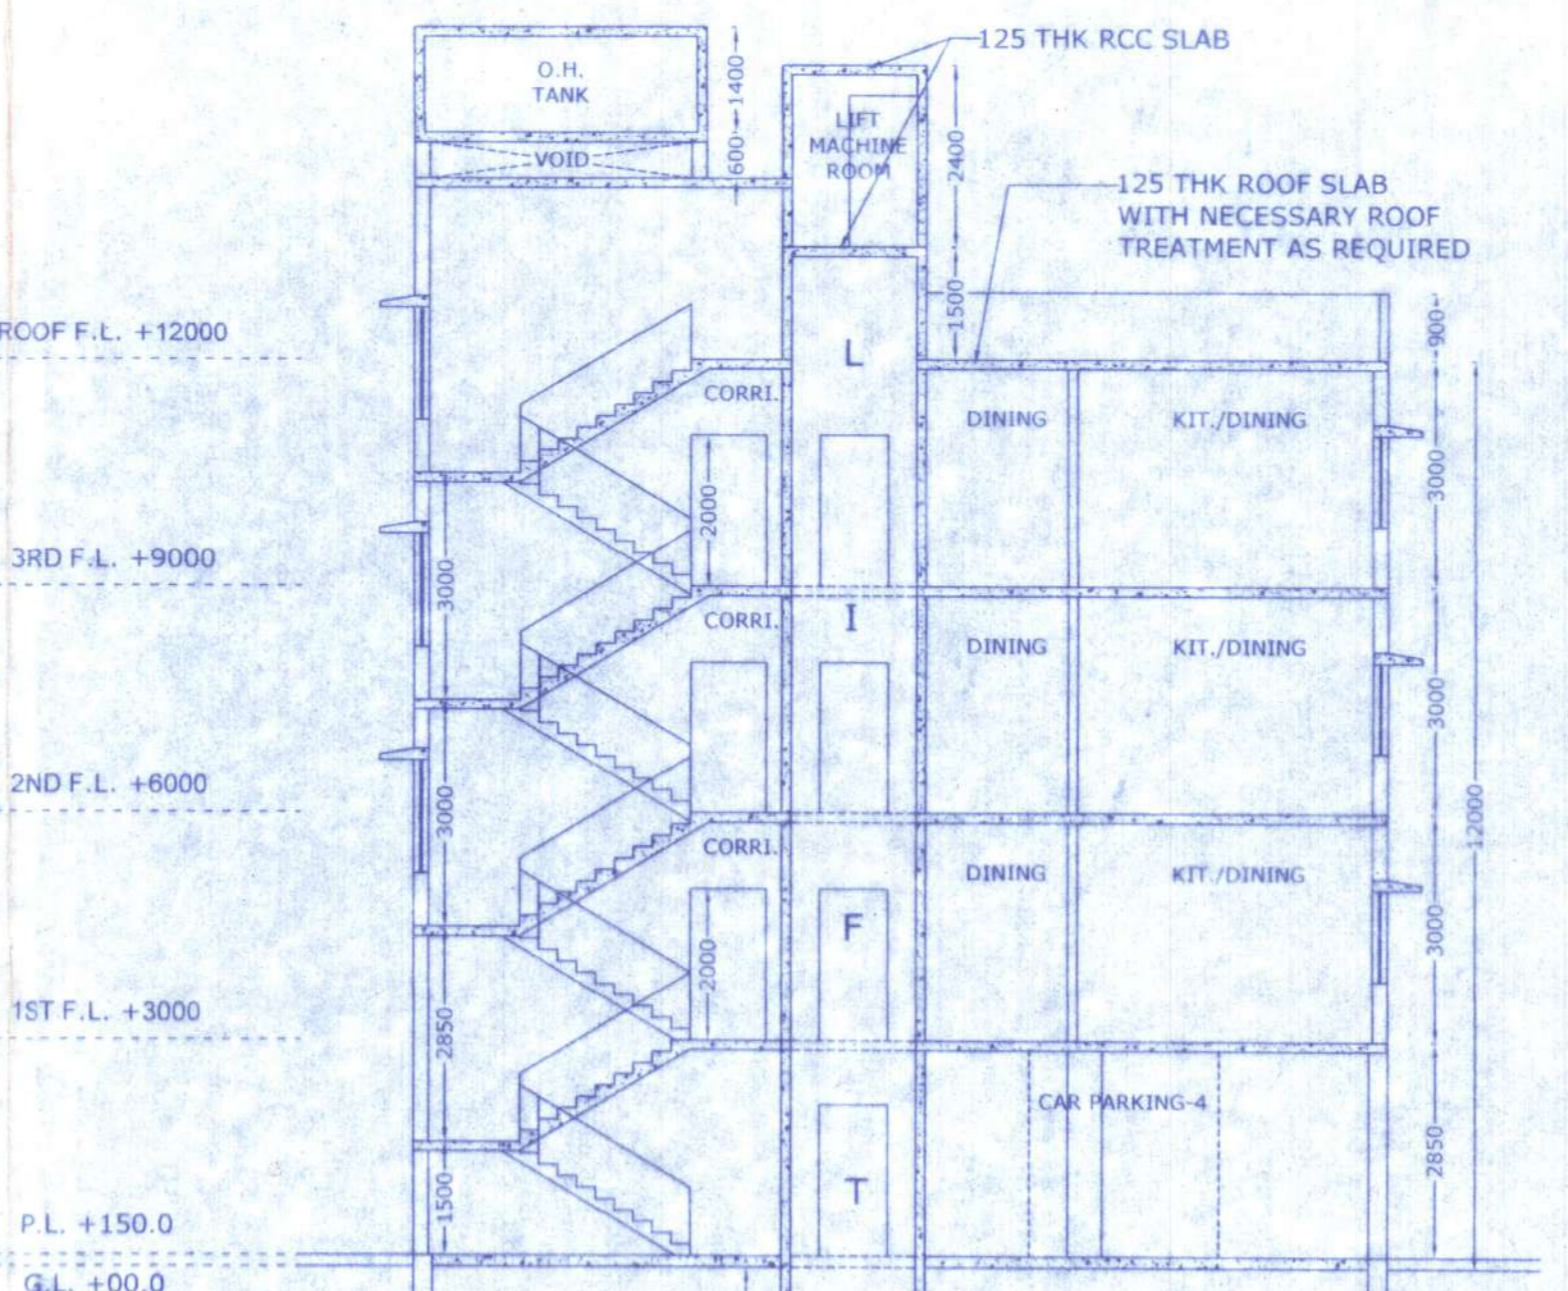 125 THK RCC SLAB
O.H.
TANK
1400
LIFT
MACHINE
ROOM
2400
VOID
600
125 THK ROOF SLAB
WITH NECESSARY ROOF
TREATMENT AS REQUIRED
1500
900
ROOF F.L. +12000
L
CORRI.
DINING
KIT./DINING
3000
2000
3RD F.L. +9000
3000
CORRI.
I
DINING
KIT./DINING
3000
2ND F.L. +6000
3000
12000
CORRI.
DINING
KIT./DINING
F
3000
2000
1ST F.L. +3000
2850
CAR PARKING-4
2850
T
1500
P.L. +150.0
G.L. +00.0